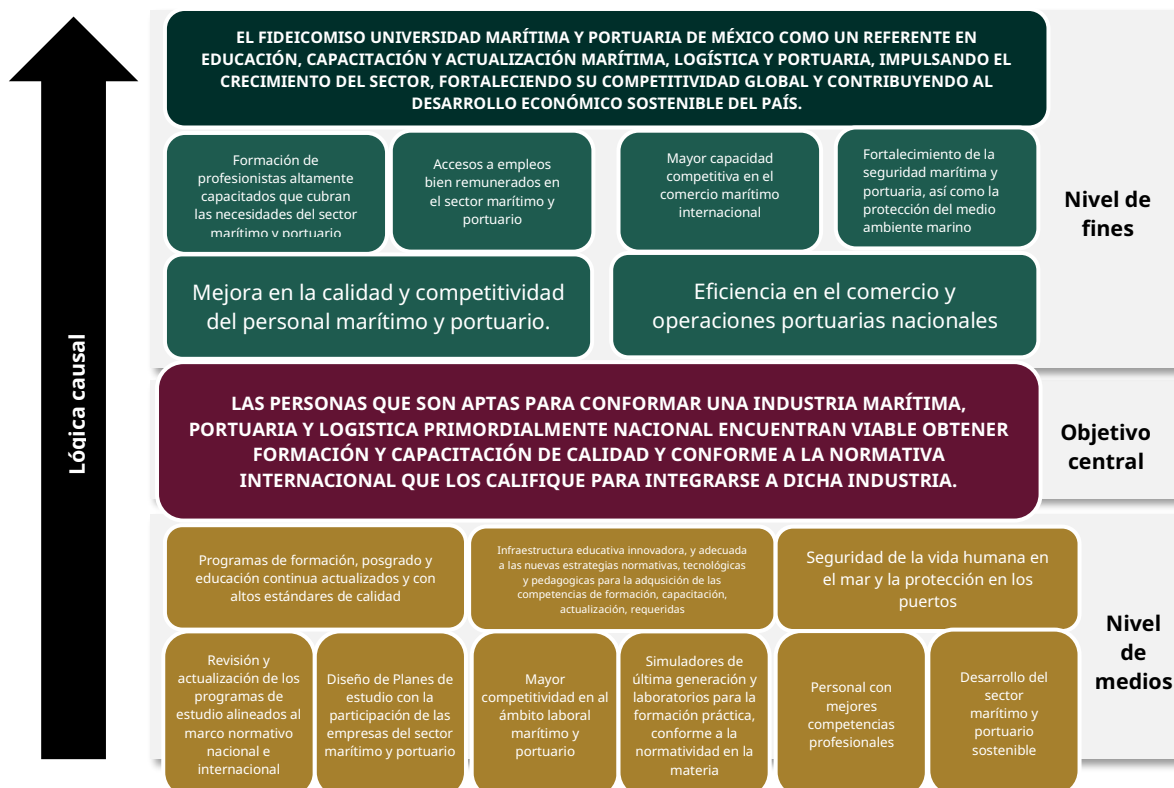 EL FIDEICOMISO UNIVERSIDAD MARÍTIMA Y PORTUARIA DE MÉXICO COMO UN REFERENTE EN
EDUCACIÓN, CAPACITACIÓN Y ACTUALIZACIÓN MARÍTIMA, LOGÍSTICA Y PORTUARIA, IMPULSANDO EL
CRECIMIENTO DEL SECTOR, FORTALECIENDO SU COMPETITIVIDAD GLOBAL Y CONTRIBUYENDO AL
DESARROLLO ECONÓMICO SOSTENIBLE DEL PAÍS.
Formación de
profesionistas altamente
capacitados que cubran
las necesidades del sector
marítimo y portuario
Accesos a empleos
bien remunerados en
el sector marítimo y
portuario
Mayor capacidad
competitiva en el
comercio marítimo
internacional
Fortalecimiento de la
seguridad marítima y
portuaria, así como la
protección del medio
ambiente marino
Nivel de
fines
Mejora en la calidad y competitividad
del personal marítimo y portuario.
Eficiencia en el comercio y
operaciones portuarias nacionales
Lógica causal
LAS PERSONAS QUE SON APTAS PARA CONFORMAR UNA INDUSTRIA MARÍTIMA,
PORTUARIA Y LOGISTICA PRIMORDIALMENTE NACIONAL ENCUENTRAN VIABLE OBTENER
FORMACIÓN Y CAPACITACIÓN DE CALIDAD Y CONFORME A LA NORMATIVA
INTERNACIONAL QUE LOS CALIFIQUE PARA INTEGRARSE A DICHA INDUSTRIA.
Objetivo
central
Programas de formación, posgrado y
educación continua actualizados y con
altos estándares de calidad
Infraestructura educativa innovadora, y adecuada
a las nuevas estrategias normativas, tecnológicas
y pedagogicas para la adqusición de las
competencias de formación, capacitación,
actualización, requeridas
Seguridad de la vida humana en
el mar y la protección en los
puertos
Nivel
de
medios
Revisión y
actualización de los
programas de
estudio alineados al
marco normativo
nacional e
internacional
Diseño de Planes de
estudio con la
participación de las
empresas del sector
marítimo y portuario
Mayor
competitividad en al
ámbito laboral
marítimo y
portuario
Simuladores de
última generación y
laboratorios para la
formación práctica,
conforme a la
normatividad en la
materia
Personal con
mejores
competencias
profesionales
Desarrollo del
sector
marítimo y
portuario
sostenible